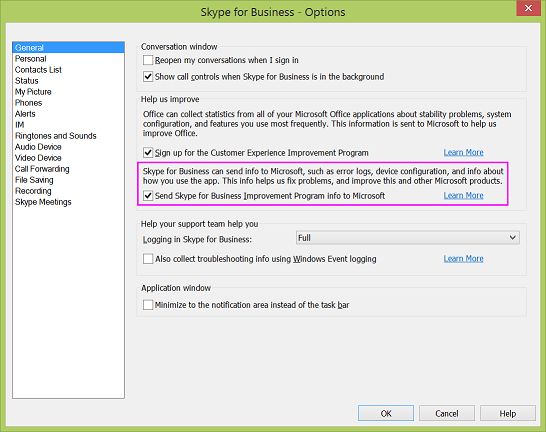 Skype for Business - Options
General
Personal
Contacts List
Status
My Picture
Phones
Alerts
IM
Ringtones and Sounds
Audio Device
Video Device
Call Forwarding
File Saving
Recording
Skype Meetings
Conversation window
Reopen my conversations when I sign in
Show call controls when Skype for Business is in the background
Help us improve
Office can collect statistics from all of your Microsoft Office applications about stability problems, system
configuration, and features you use most frequently. This information is sent to Microsoft to help us
improve Office.
Sign up for the Customer Experience Improvement Program Learn More
Skype for Business can send info to Microsoft, such as error logs, device configuration, and info about
how you use the app. This info helps us fix problems, and improve this and other Microsoft products.
Send Skype for Business Improvement Program info to Microsoft Learn More
Help your support team help you
Logging in Skype for Business: Full
Also collect troubleshooting info using Windows Event logging Learn More
Application window
Minimize to the notification area instead of the task bar
OK Cancel Help